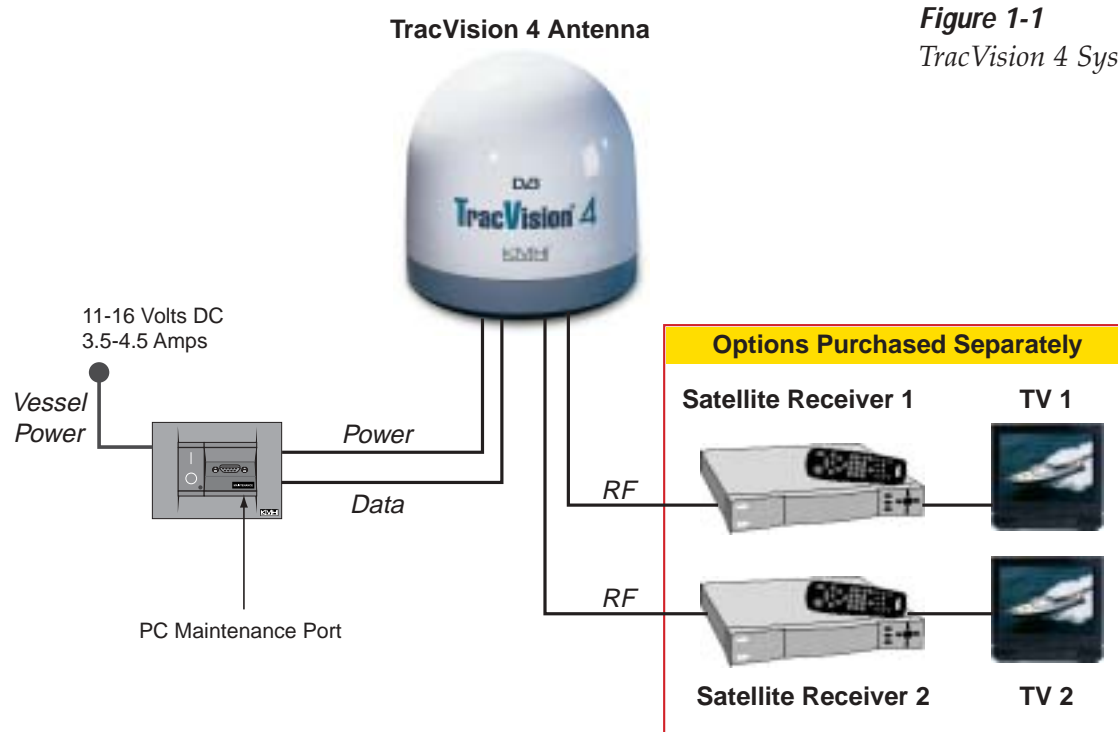 Figure 1-1
TracVision 4 Sys
TracVision 4 Antenna
DVB
TracVision 4
KVH
11-16 Volts DC
3.5-4.5 Amps
Vessel
Power
Power
Data
MAINTENANCE
KVH
PC Maintenance Port
Options Purchased Separately
Satellite Receiver 1
TV 1
RF
RF
Satellite Receiver 2
TV 2